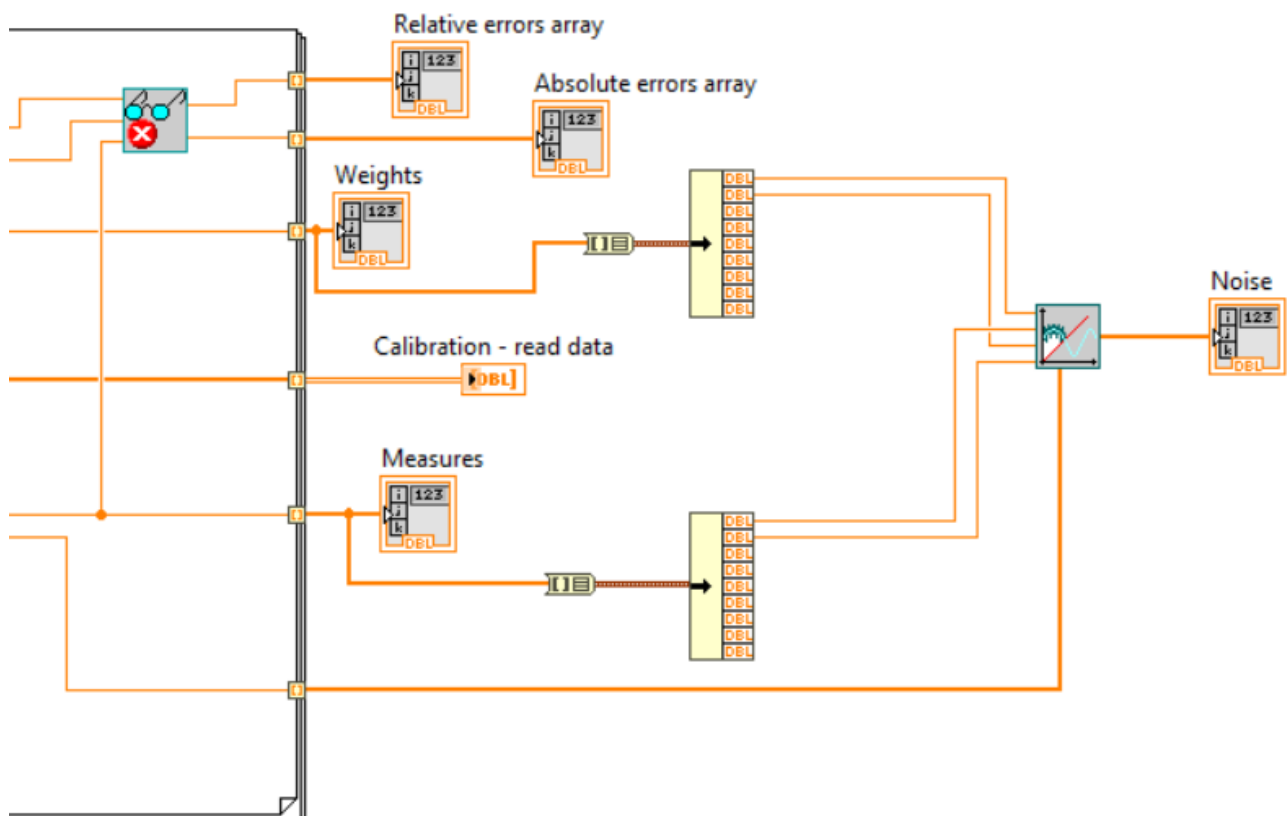 Relative errors array
i
j
k
123
DBL
Absolute errors array
i
j
k
123
DBL
Weights
i
j
k
123
DBL
DBL
DBL
DBL
DBL
DBL
DBL
DBL
DBL
DBL
Noise
i
j
k
123
DBL
Calibration - read data
[DBL]
Measures
i
j
k
123
DBL
DBL
DBL
DBL
DBL
DBL
DBL
DBL
DBL
DBL